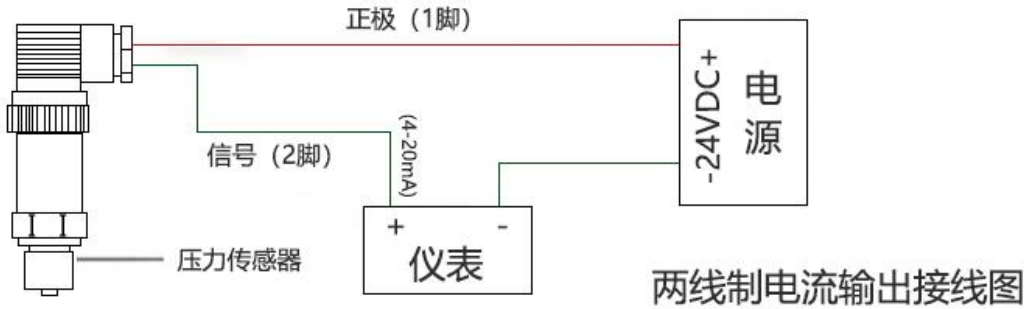 正极（1脚）
-24VDC+
电源
(4-20mA)
信号（2脚）
+
-
仪表
压力传感器
两线制电流输出接线图